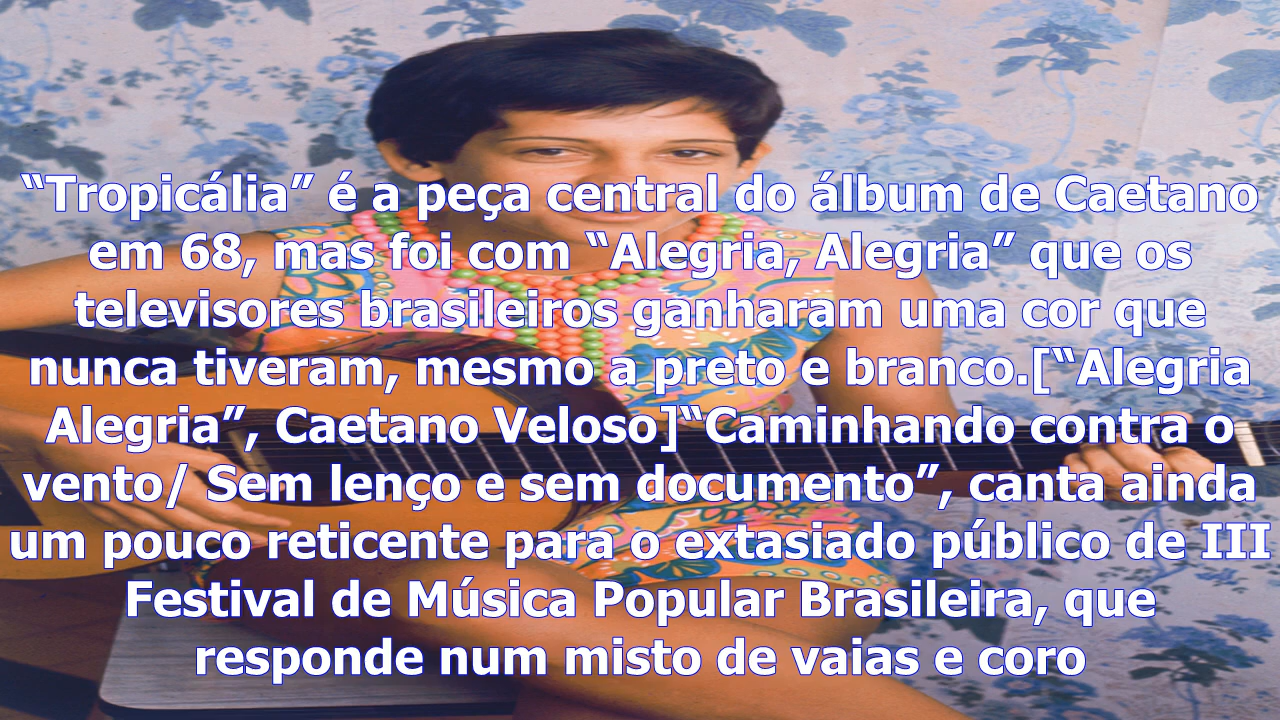 “Tropicália” é a peça central do álbum de Caetano
em 68, mas foi com “Alegria, Alegria” que os
televisores brasileiros ganharam uma cor que
nunca tiveram, mesmo a preto e branco.[“Alegria
Alegria”, Caetano Veloso]“Caminhando contra o
vento/ Sem lenço e sem documento”, canta ainda
um pouco reticente para o extasiado público de III
Festival de Música Popular Brasileira, que
responde num misto de vaias e coro